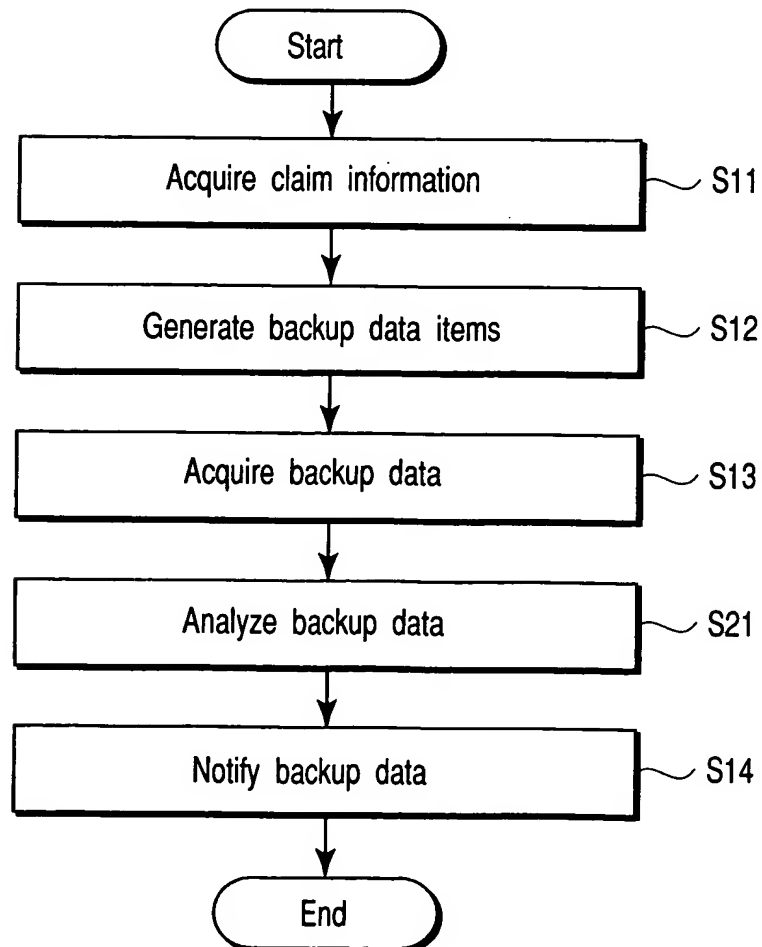 Start
Acquire claim information
S11
Generate backup data items
S12
Acquire backup data
S13
Analyze backup data
S21
Notify backup data
S14
End